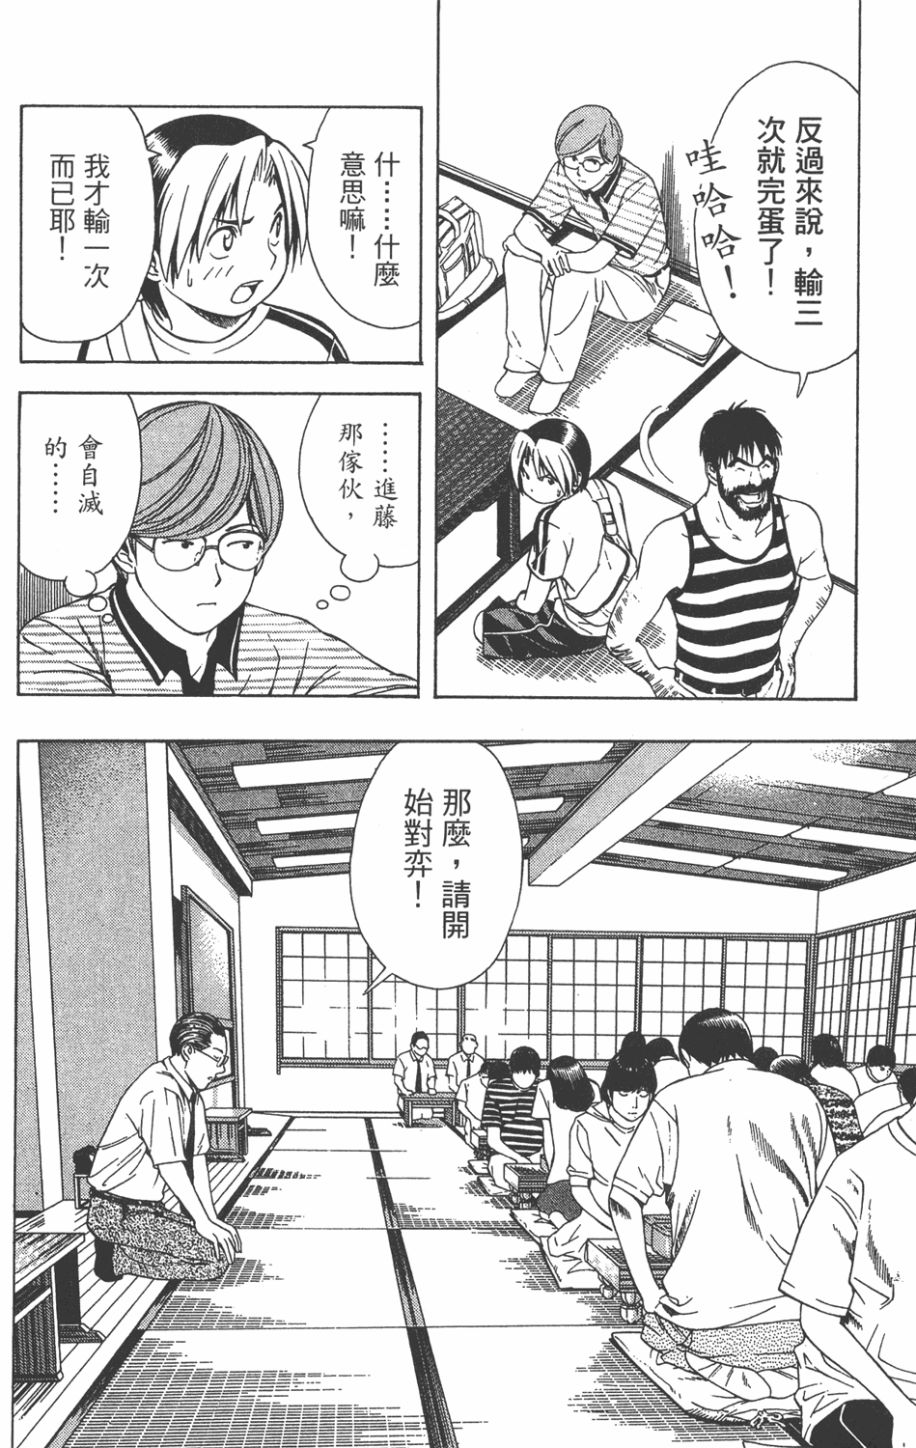 反過來說，輸三
次就完蛋了！
哇哈哈！
什……什麼
意思嘛！
我才輸一次
而已耶！
……進藤
那傢伙，
會自滅
的……
那麼，請開
始對弈！